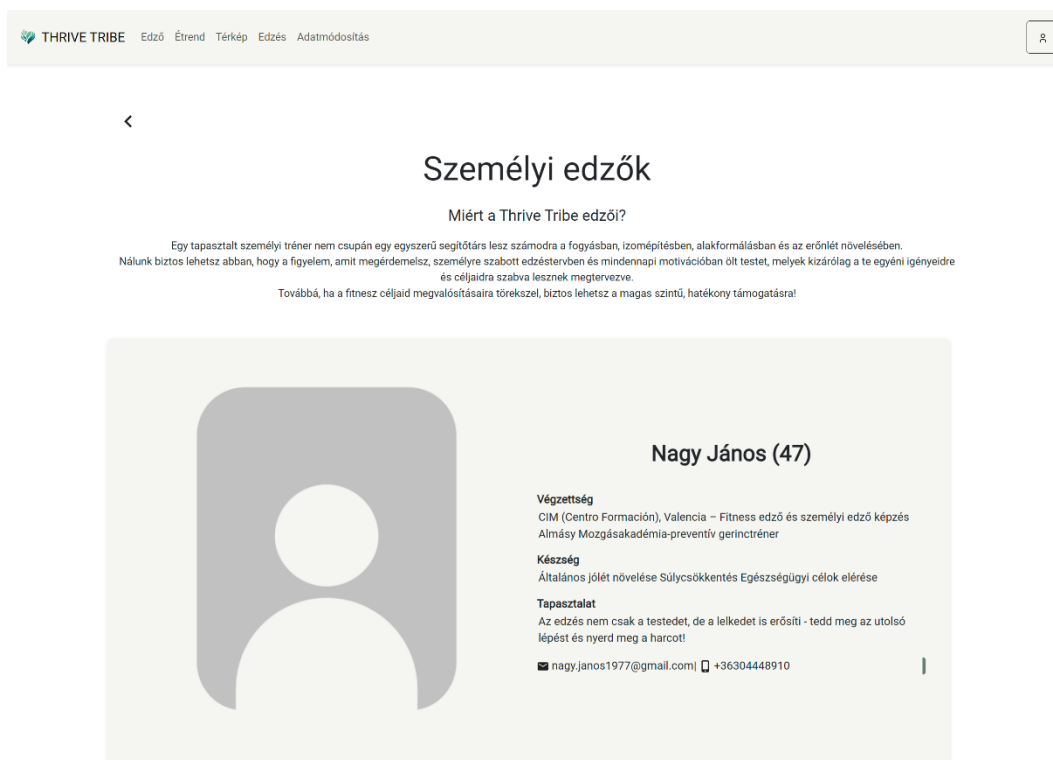 THRIVE TRIBE Edző Étrend Térkép Edzés Adatmódosítás
Személyi edzők
Miért a Thrive Tribe edzői?
Egy tapasztalt személyi tréner nem csupán egy egyszerű segítőtárs lesz számodra a fogyásban, izomépítésben, alakformálásban és az erőnlét növelésében.
Nálunk biztos lehetsz abban, hogy a figyelem, amit megérdemelsz, személyre szabott edzéstervben és mindennapi motivációban ölt testet, melyek kizárólag a te egyéni igényeidre
és céljaidra szabva lesznek megtervezve.
Továbbá, ha a fitnesz céljaid megvalósításaira törekszel, biztos lehetsz a magas szintű, hatékony támogatásra!
Nagy János (47)
Végzettség
CIM (Centro Formación), Valencia – Fitness edző és személyi edző képzés
Almásy Mozgásakadémia-preventív gerinctréner
Készség
Általános jólét növelése Súlycsökkentés Egészségügyi célok elérése
Tapasztalat
Az edzés nem csak a testedet, de a lelkedet is erősíti - tedd meg az utolsó
lépést és nyerd meg a harcot!
nagy.janos1977@gmail.com| +36304448910